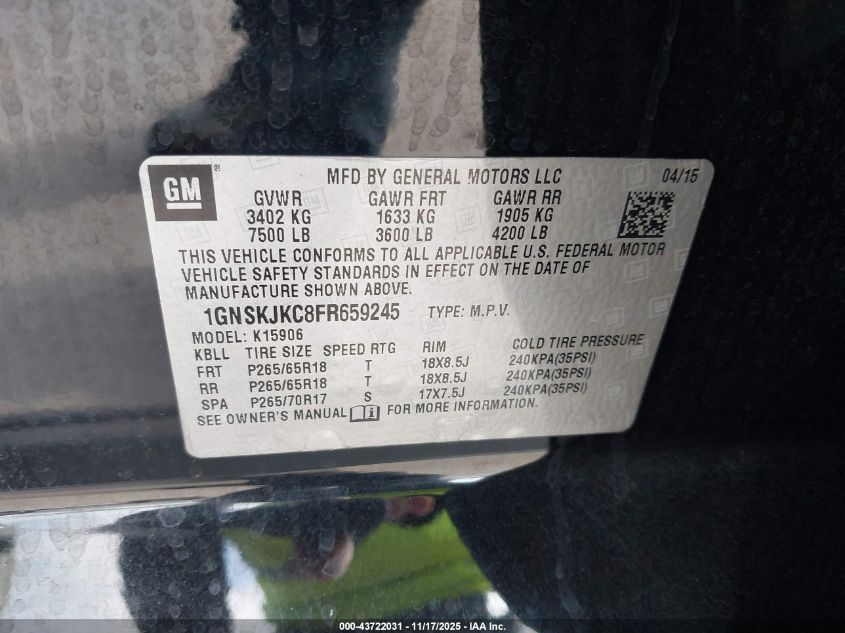 GM ® MFD BY GENERAL MOTORS LLC 04/15
GVWR GAWR FRT GAWR RR
3402 KG 1633 KG 1905 KG
7500 LB 3600 LB 4200 LB
THIS VEHICLE CONFORMS TO ALL APPLICABLE U.S. FEDERAL MOTOR
VEHICLE SAFETY STANDARDS IN EFFECT ON THE DATE OF
MANUFACTURE SHOWN ABOVE.
1GNSKJKC8FR659245 TYPE: M.P.V.
MODEL: K15906
KBLL TIRE SIZE SPEED RTG RIM COLD TIRE PRESSURE
FRT P265/65R18 T 18X8.5J 240KPA(35PSI)
RR P265/65R18 T 18X8.5J 240KPA(35PSI)
SPA P265/70R17 S 17X7.5J 240KPA(35PSI)
SEE OWNER'S MANUAL FOR MORE INFORMATION.
000-43722031 - 11/17/2025 - IAA Inc.